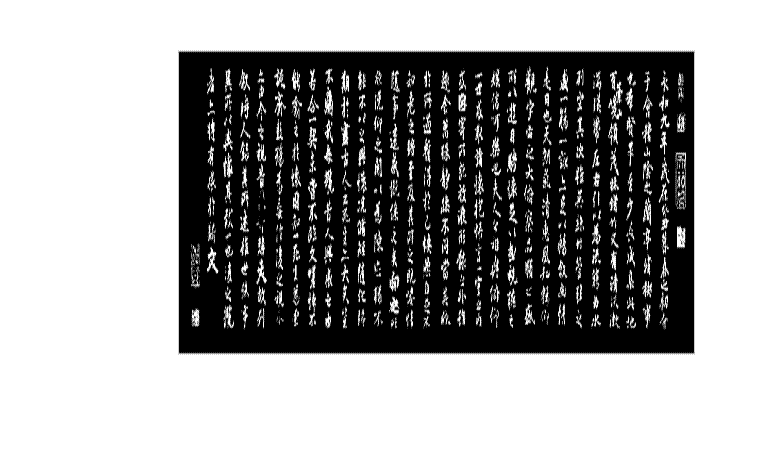 永和九年歲在癸丑暮春之初會
于會稽山陰之蘭亭脩禊事
也群賢畢至少長咸集此地
有崇山峻領茂林脩竹又有清流激
湍暎帶左右引以為流觴曲水
列坐其次雖無絲竹管弦之
盛一觴一詠亦足以暢敘幽情
是日也天朗氣清惠風和暢仰
觀宇宙之大俯察品類之盛
所以遊目騁懷足以極視聽之
娛信可樂也夫人之相與俯仰
一世或取諸懷抱悟言一室之內
或因寄所託放浪形骸之外雖
趣舍萬殊靜躁不同當其欣
於所遇暫得於己快然自足不
知老之將至及其所之既惓情
隨事遷感慨係之矣向之所
欣俛仰之閒以為陳迹猶不
能不以之興懷況脩短隨化終
期於盡古人云死生亦大矣豈
不痛哉每攬昔人興感之由
若合一契未嘗不臨文嗟悼不
能喻之於懷固知一死生為虛
誕齊彭殤為妄作後之視今
亦由今之視昔悲夫故列
敘時人錄其所述雖世殊事
異所以興懷其致一也後之攬
者亦將有感於斯文